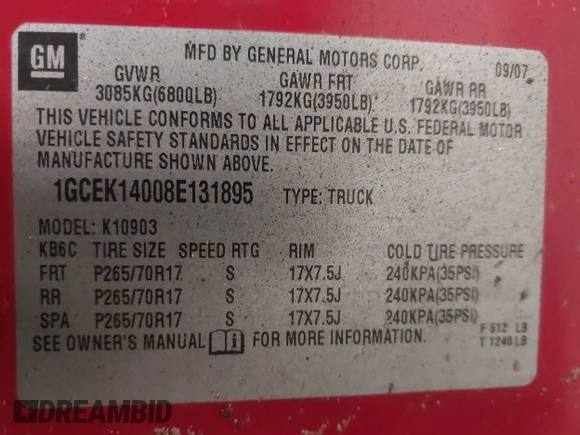 GM
MFD BY GENERAL MOTORS CORP.
09/07
GVWR GAWR FRT GAWR RR
3085KG(6800LB) 1792KG(3950LB) 1792KG(3950LB)
THIS VEHICLE CONFORMS TO ALL APPLICABLE U.S. FEDERAL MOTOR
VEHICLE SAFETY STANDARDS IN EFFECT ON THE DATE OF
MANUFACTURE SHOWN ABOVE.
1GCEK14008E131895 TYPE: TRUCK
MODEL: K10903
KB6C TIRE SIZE SPEED RTG RIM COLD TIRE PRESSURE
FRT P265/70R17 S 17X7.5J 240KPA(35PSI)
RR P265/70R17 S 17X7.5J 240KPA(35PSI)
SPA P265/70R17 S 17X7.5J 240KPA(35PSI)
SEE OWNER'S MANUAL FOR MORE INFORMATION.
F 612 LB
T 1240 LB
DREAMBID